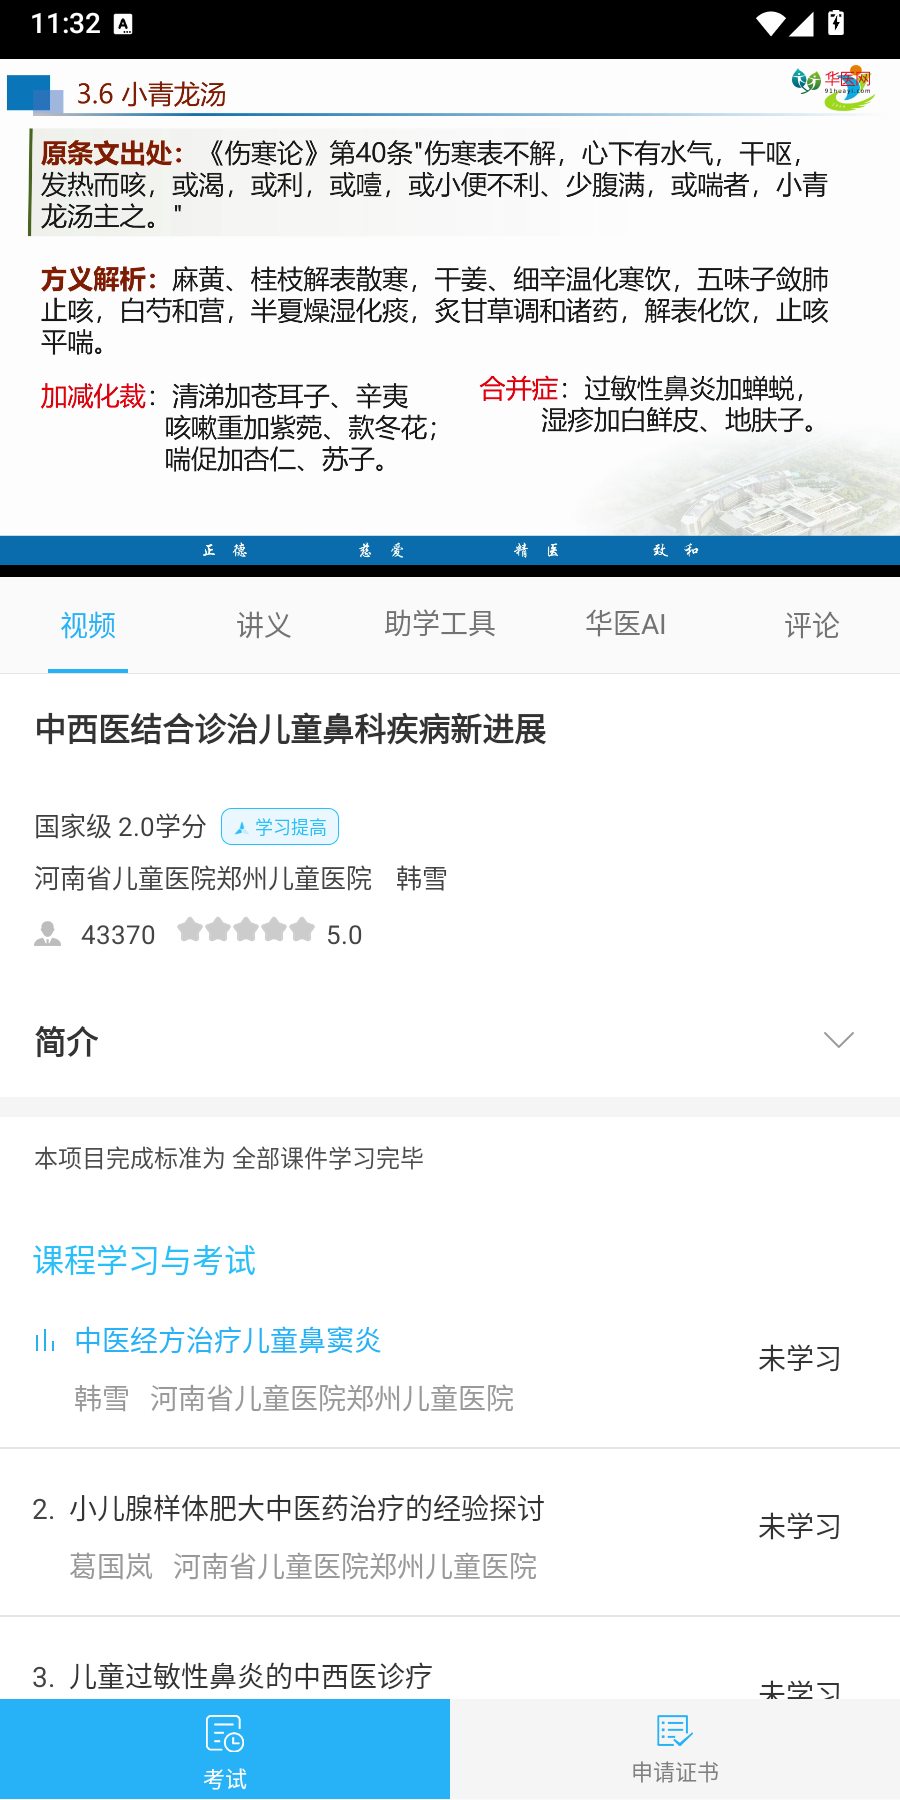 11:32
A
3.6 小青龙汤
华医网
91huayi.com
原条文出处：《伤寒论》第40条"伤寒表不解，心下有水气，干呕，
发热而咳，或渴，或利，或噎，或小便不利、少腹满，或喘者，小青
龙汤主之。"
方义解析：麻黄、桂枝解表散寒，干姜、细辛温化寒饮，五味子敛肺
止咳，白芍和营，半夏燥湿化痰，炙甘草调和诸药，解表化饮，止咳
平喘。
加减化裁：清涕加苍耳子、辛夷
咳嗽重加紫菀、款冬花；
喘促加杏仁、苏子。
合并症：过敏性鼻炎加蝉蜕，
湿疹加白鲜皮、地肤子。
正德 慈爱 精医 致和
视频 讲义 助学工具 华医AI 评论
中西医结合诊治儿童鼻科疾病新进展
国家级 2.0学分 学习提高
河南省儿童医院郑州儿童医院 韩雪
43370 5.0
简介
本项目完成标准为 全部课件学习完毕
课程学习与考试
中医经方治疗儿童鼻窦炎
未学习
韩雪 河南省儿童医院郑州儿童医院
2. 小儿腺样体肥大中医药治疗的经验探讨
未学习
葛国岚 河南省儿童医院郑州儿童医院
3. 儿童过敏性鼻炎的中西医诊疗
未学习
考试 申请证书